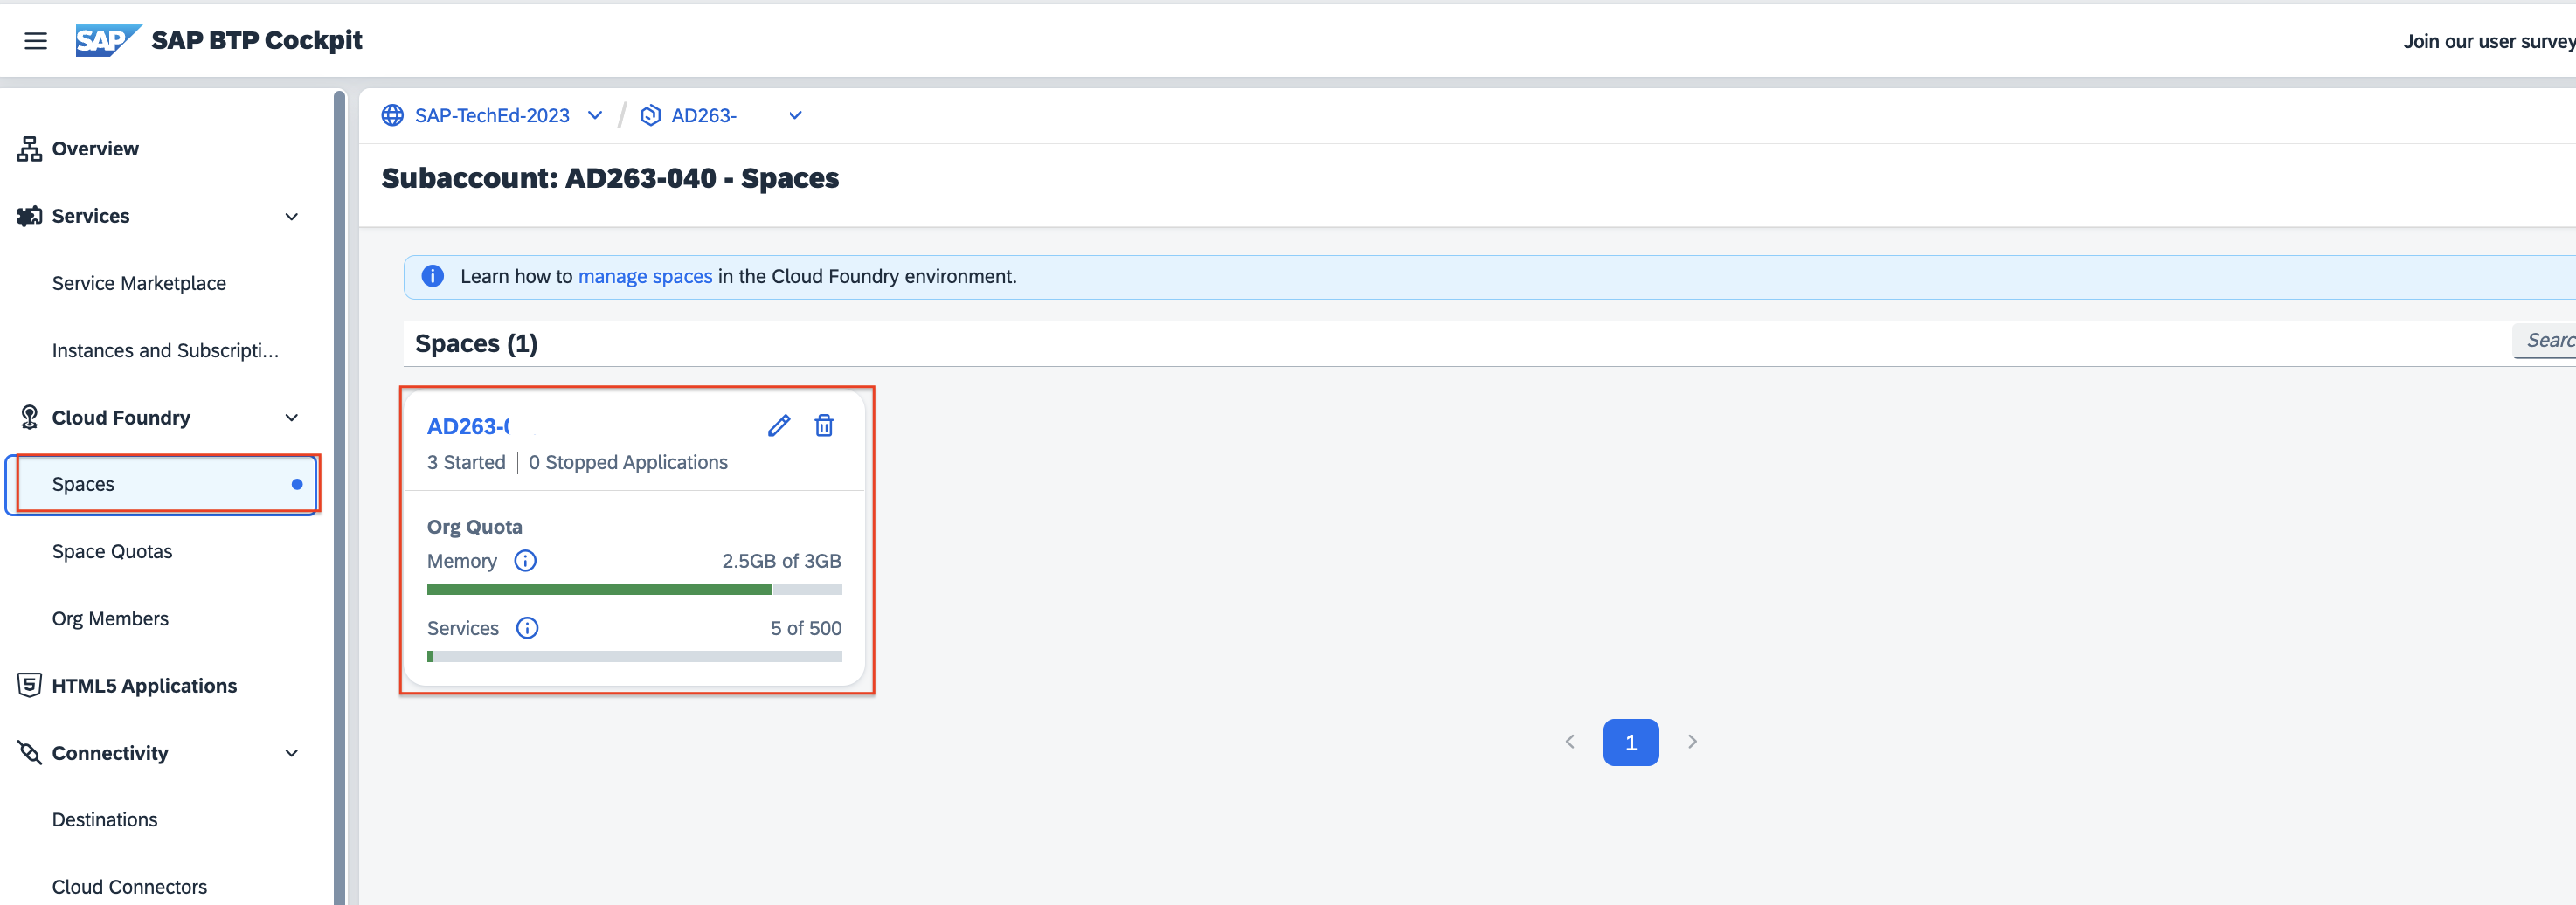 SAP SAP BTP Cockpit
Join our user survey
Overview
Services
Service Marketplace
Instances and Subscripti...
Cloud Foundry
Spaces
Space Quotas
Org Members
HTML5 Applications
Connectivity
Destinations
Cloud Connectors
SAP-TechEd-2023 / AD263-
Subaccount: AD263-040 - Spaces
Learn how to manage spaces in the Cloud Foundry environment.
Spaces (1)
Searc
AD263-
3 Started | 0 Stopped Applications
Org Quota
Memory 2.5GB of 3GB
Services 5 of 500
1